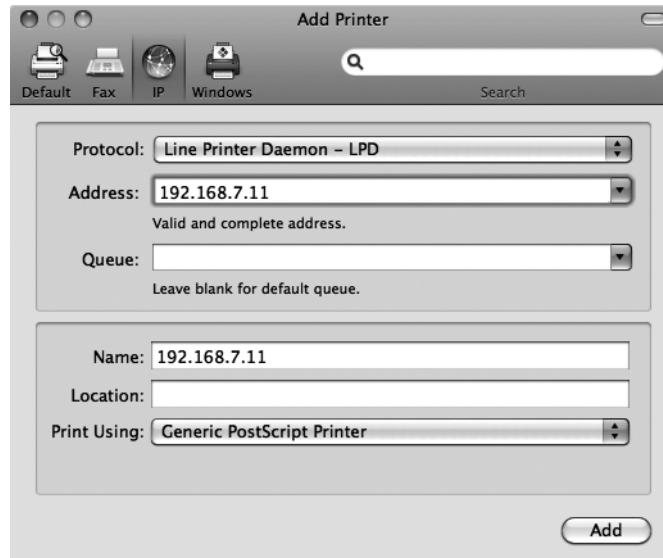 Add Printer
Default Fax IP Windows Search
Protocol: Line Printer Daemon – LPD
Address: 192.168.7.11
Valid and complete address.
Queue:
Leave blank for default queue.
Name: 192.168.7.11
Location:
Print Using: Generic PostScript Printer
Add